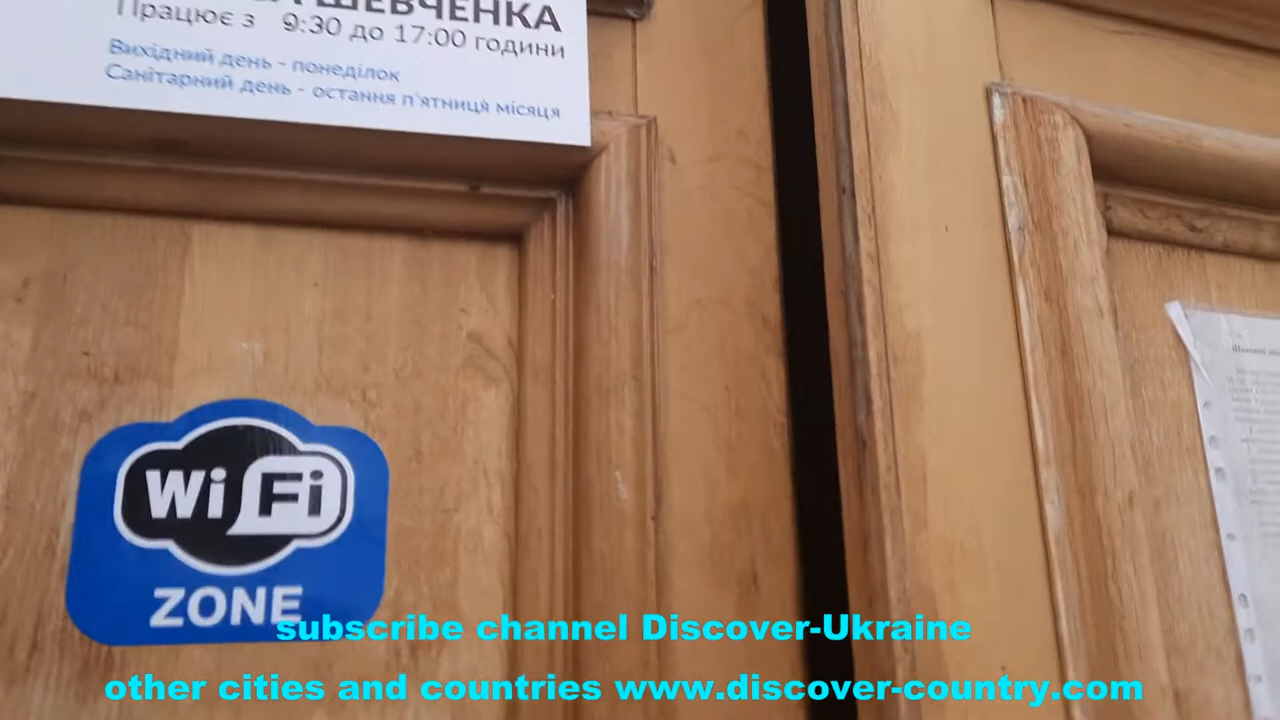 ШЕВЧЕНКА
Працює з 9:30 до 17:00 години
Вихідний день - понеділок
Санітарний день - остання п'ятниця місяця
Wi Fi
ZONE
subscribe channel Discover-Ukraine
other cities and countries www.discover-country.com